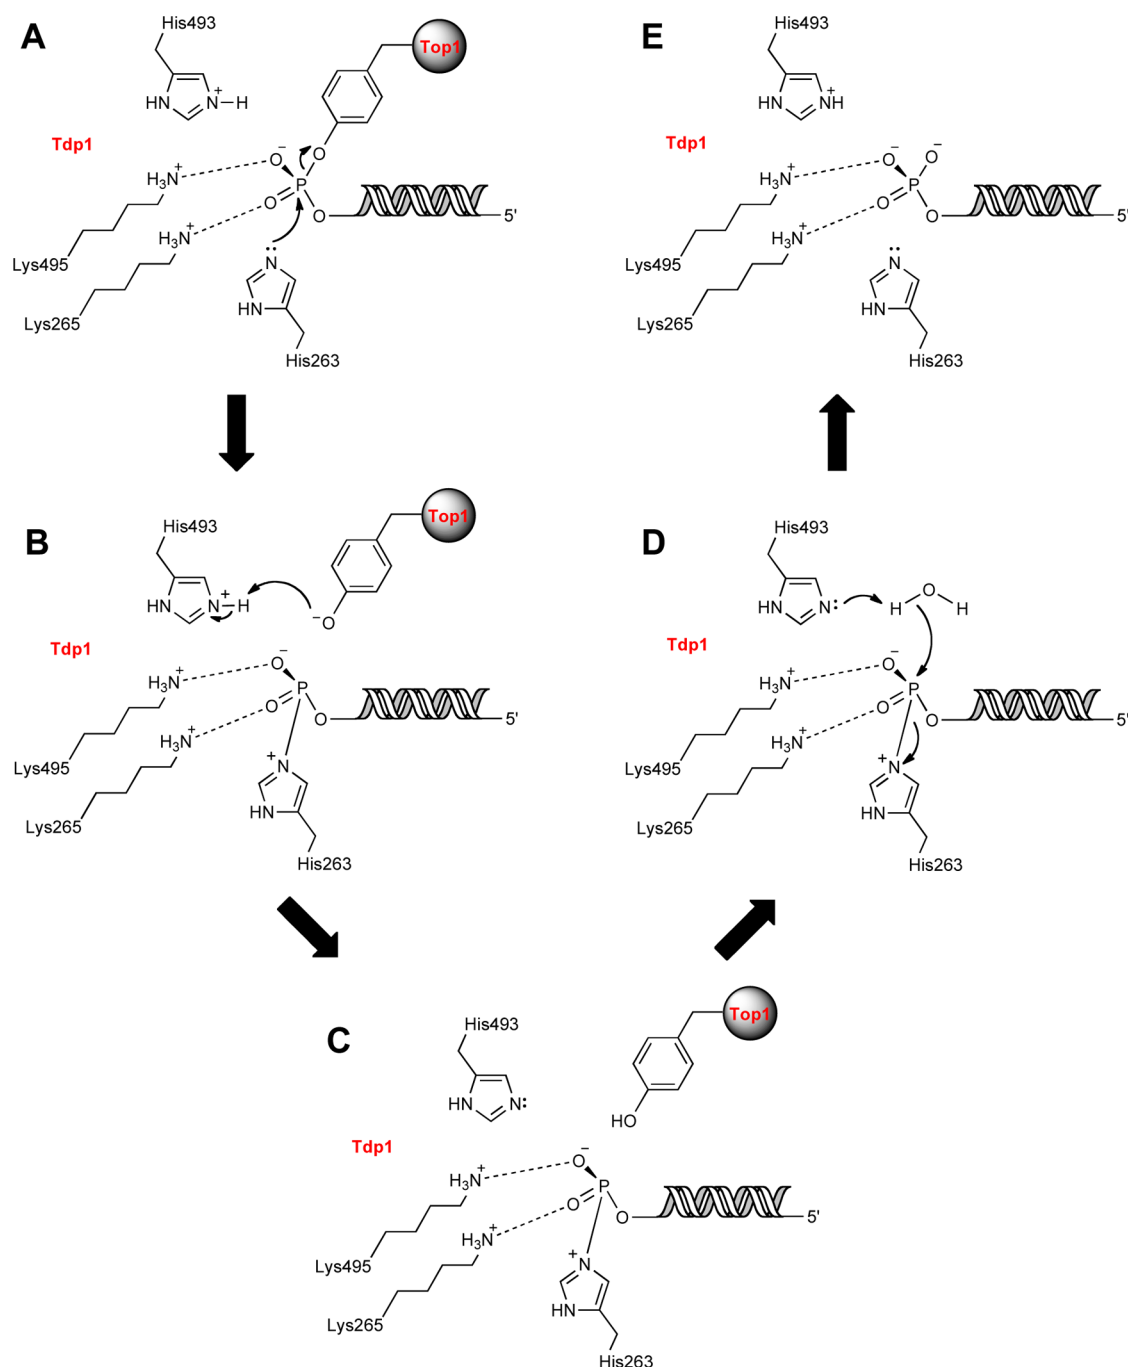 A
His493
HN
N
+
H
Top1
Tdp1
O
−
O
P
O
O
5'
H3N
+
H3N
+
Lys495
Lys265
N
HN
His263
B
His493
HN
N
+
H
Top1
−O
Tdp1
O
−
O
P
O
5'
H3N
+
H3N
+
Lys495
Lys265
+
N
HN
His263
C
His493
HN
N:
Top1
HO
Tdp1
O
−
O
P
O
5'
H3N
+
H3N
+
Lys495
Lys265
+
N
HN
His263
D
His493
HN
N:
H
O
H
Tdp1
O
−
O
P
O
5'
H3N
+
H3N
+
Lys495
Lys265
+
N
HN
His263
E
His493
HN
NH
+
Tdp1
O
−
O
−
O
P
O
5'
H3N
+
H3N
+
Lys495
Lys265
N
HN
His263